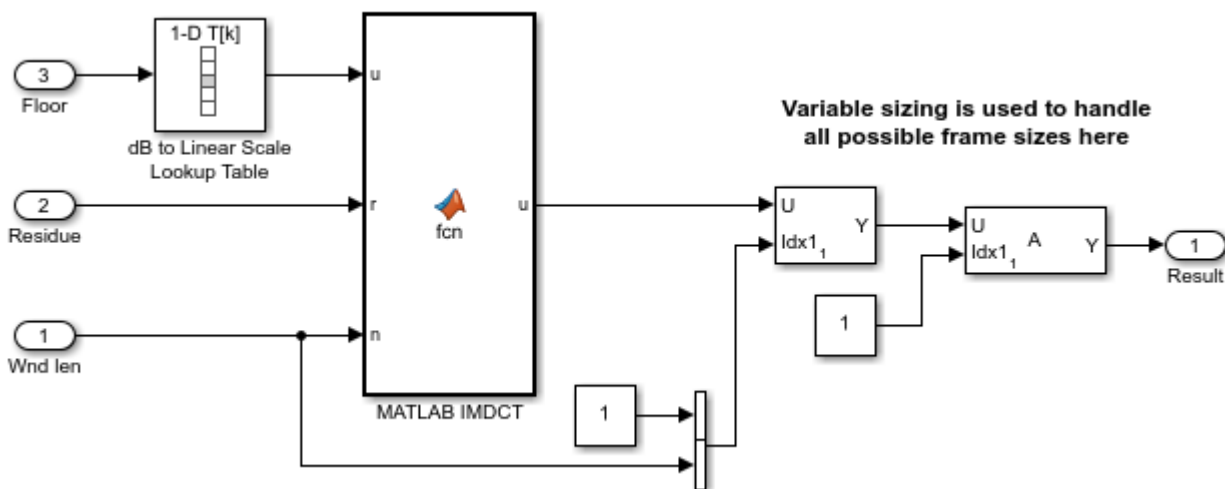 1-D T[k]
3
Floor
dB to Linear Scale
Lookup Table
2
Residue
1
Wnd len
u
r
n
fcn
u
MATLAB IMDCT
Variable sizing is used to handle
all possible frame sizes here
1
U
Idx1 1
Y
1
U
Idx1 1
A
Y
1
Result